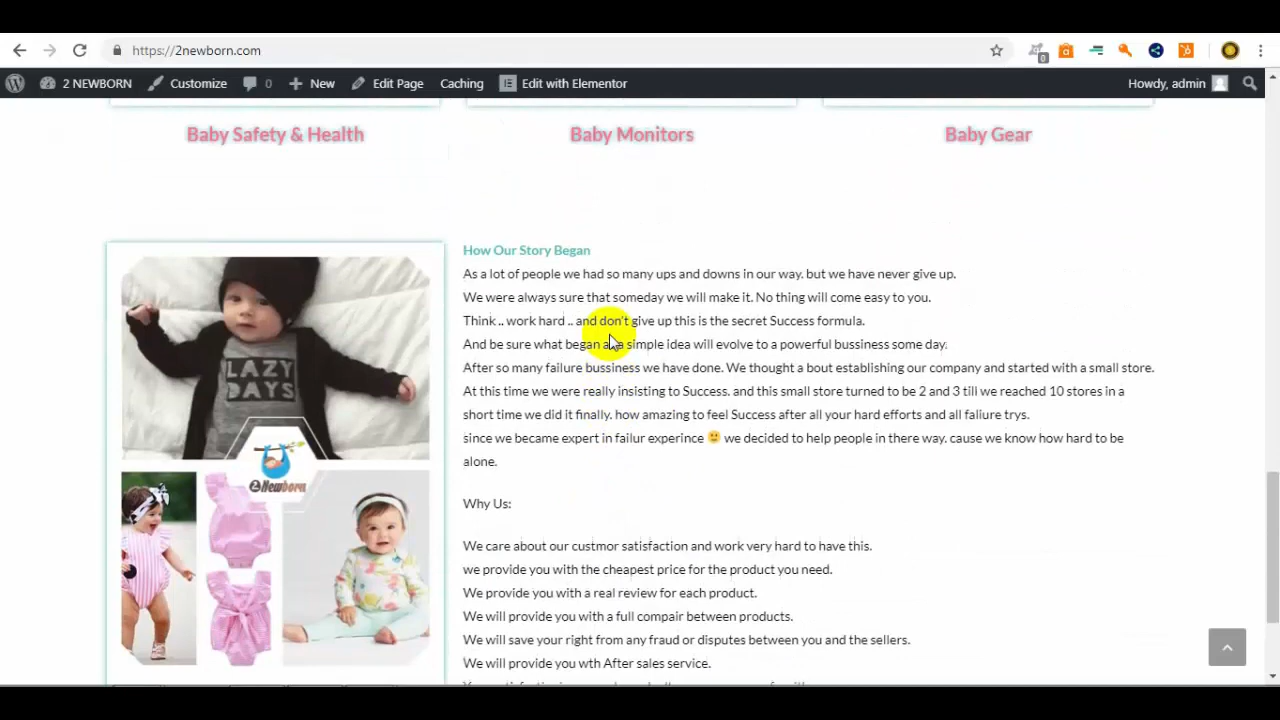 https://2newborn.com
0
2 NEWBORN Customize 0 New Edit Page Caching Edit with Elementor Howdy, admin
Baby Safety & Health Baby Monitors Baby Gear
How Our Story Began
As a lot of people we had so many ups and downs in our way. but we have never give up.
We were always sure that someday we will make it. No thing will come easy to you.
Think .. work hard .. and don't give up this is the secret Success formula.
And be sure what began as a simple idea will evolve to a powerful bussiness some day.
After so many failure bussiness we have done. We thought a bout establishing our company and started with a small store.
At this time we were really insisting to Success. and this small store turned to be 2 and 3 till we reached 10 stores in a
short time we did it finally. how amazing to feel Success after all your hard efforts and all faliure trys.
since we became expert in failur experince 🙂 we decided to help people in there way. cause we know how hard to be
alone.
LAZY
DAYS
2 Newborn
Why Us:
We care about our custmor satisfaction and work very hard to have this.
we provide you with the cheapest price for the product you need.
We provide you with a real review for each product.
We will provide you with a full compair between products.
We will save your right from any fraud or disputes between you and the sellers.
We will provide you wth After sales service.